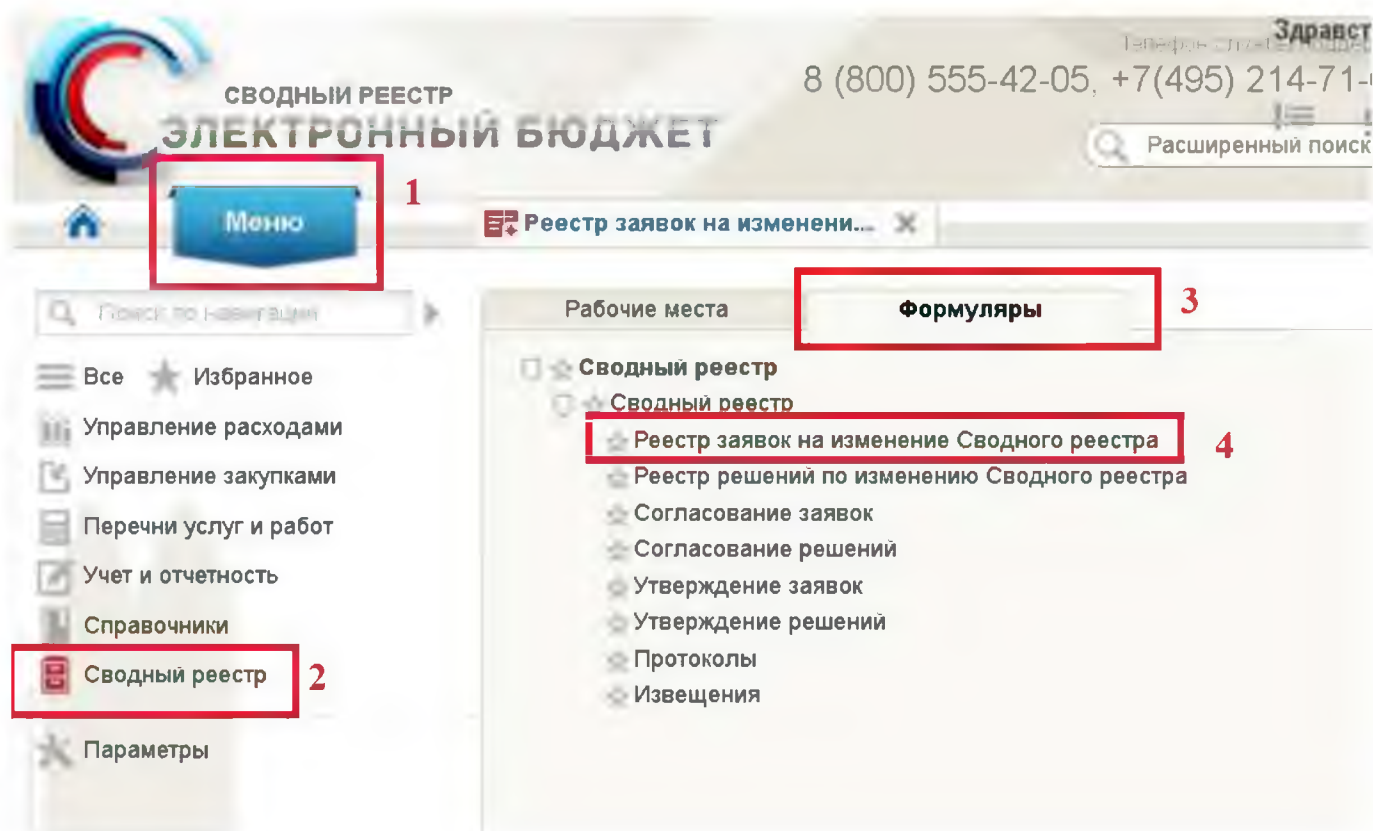 Здравст
8 (800) 555-42-05, +7(495) 214-71-
СВОДНЫЙ РЕЕСТР
ЭЛЕКТРОННЫЙ БЮДЖЕТ
Расширенный поиск
1
Меню
Реестр заявок на изменени...
Поиск по навигации
Рабочие места
Формуляры
3
Все
Избранное
Управление расходами
Управление закупками
Перечни услуг и работ
Учет и отчетность
Справочники
Сводный реестр
2
Параметры
Сводный реестр
Сводный реестр
Реестр заявок на изменение Сводного реестра
4
Реестр решений по изменению Сводного реестра
Согласование заявок
Согласование решений
Утверждение заявок
Утверждение решений
Протоколы
Извещения